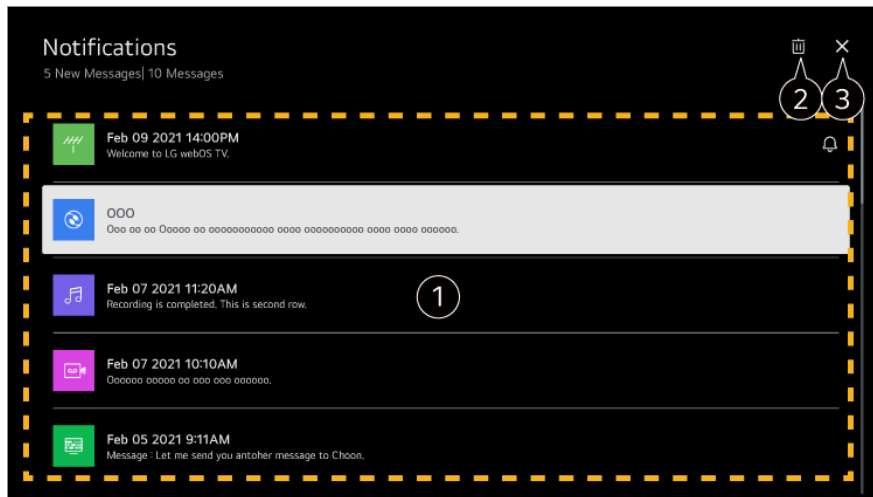 Notifications
5 New Messages| 10 Messages
2
3
Feb 09 2021 14:00PM
Welcome to LG webOS TV.
OOO
Ooo oo oo Ooooo oo ooooooooooo oooo oooooooooo oooo oooo oooooo.
Feb 07 2021 11:20AM
Recording is completed. This is second row.
1
Feb 07 2021 10:10AM
Oooooo ooooo oo ooo ooo oooooo.
Feb 05 2021 9:11AM
Message : Let me send you antoher message to Choon.